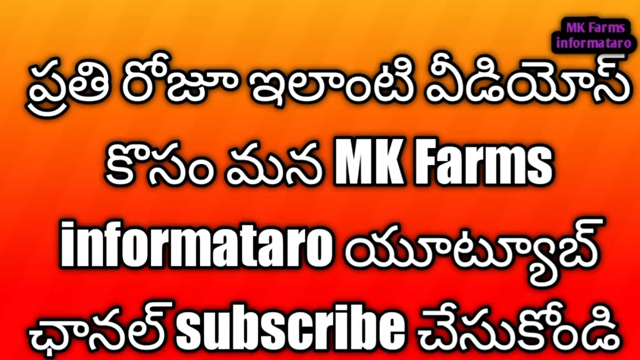 MK Farms
informataro
ప్రతి రోజూ ఇలాంటి వీడియోస్
కొసం మన MK Farms
informataro యూట్యూబ్
ఛానల్ subscribe చేసుకోండి